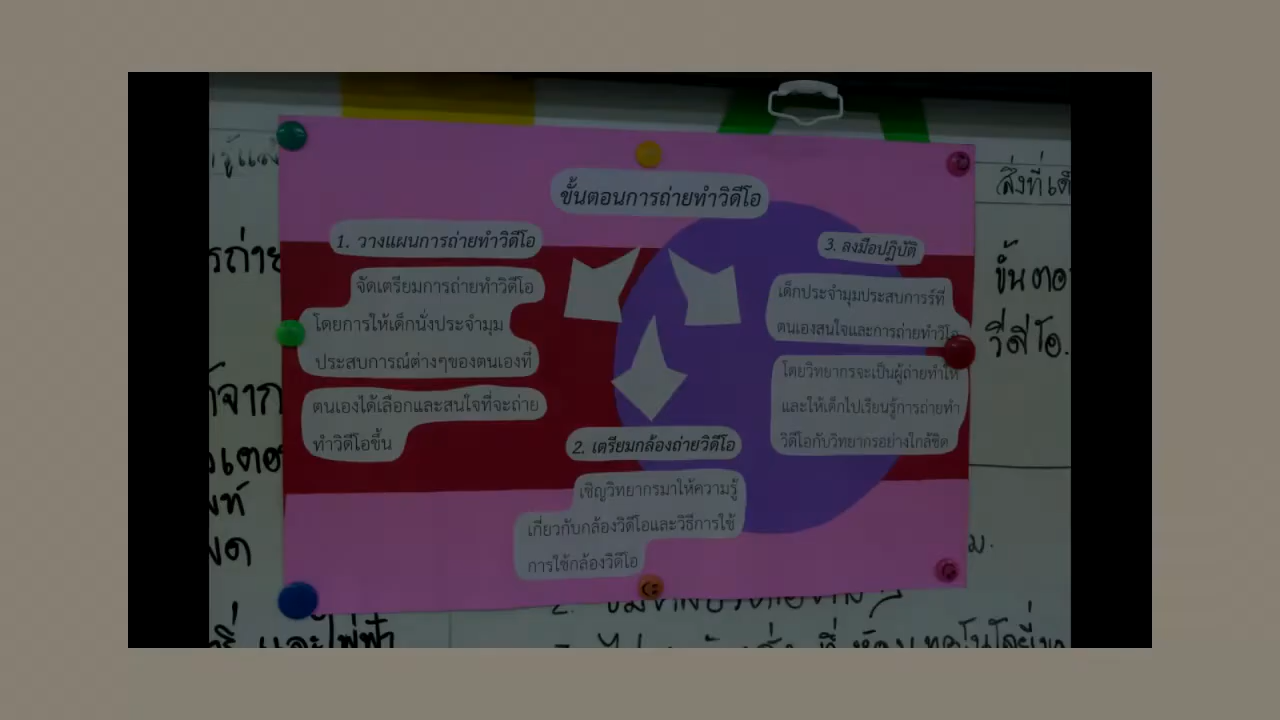 ขั้นตอนการถ่ายทำวิดีโอ
1. วางแผนการถ่ายทำวิดีโอ
จัดเตรียมการถ่ายทำวิดีโอ
โดยการให้เด็กนั่งประจำมุม
ประสบการณ์ต่างๆของตนเองที่
ตนเองได้เลือกและสนใจที่จะถ่าย
ทำวิดีโอขึ้น
2. เตรียมกล้องถ่ายวิดีโอ
เชิญวิทยากรมาให้ความรู้
เกี่ยวกับกล้องวิดีโอและวิธีการใช้
การใช้กล้องวิดีโอ
3. ลงมือปฏิบัติ
เด็กประจำมุมประสบการร์ที่
ตนเองสนใจและการถ่ายทำวิโอ
โดยวิทยากรจะเป็นผู้ถ่ายทำให้
และให้เด็กไปเรียนรู้การถ่ายทำ
วิดีโอกับวิทยากรอย่างใกล้ชิด
สิ่งที่เด็
ขั้นตอ
วีดีโอ.
รถ่าย
ด้จาก
และไฟฟ้า